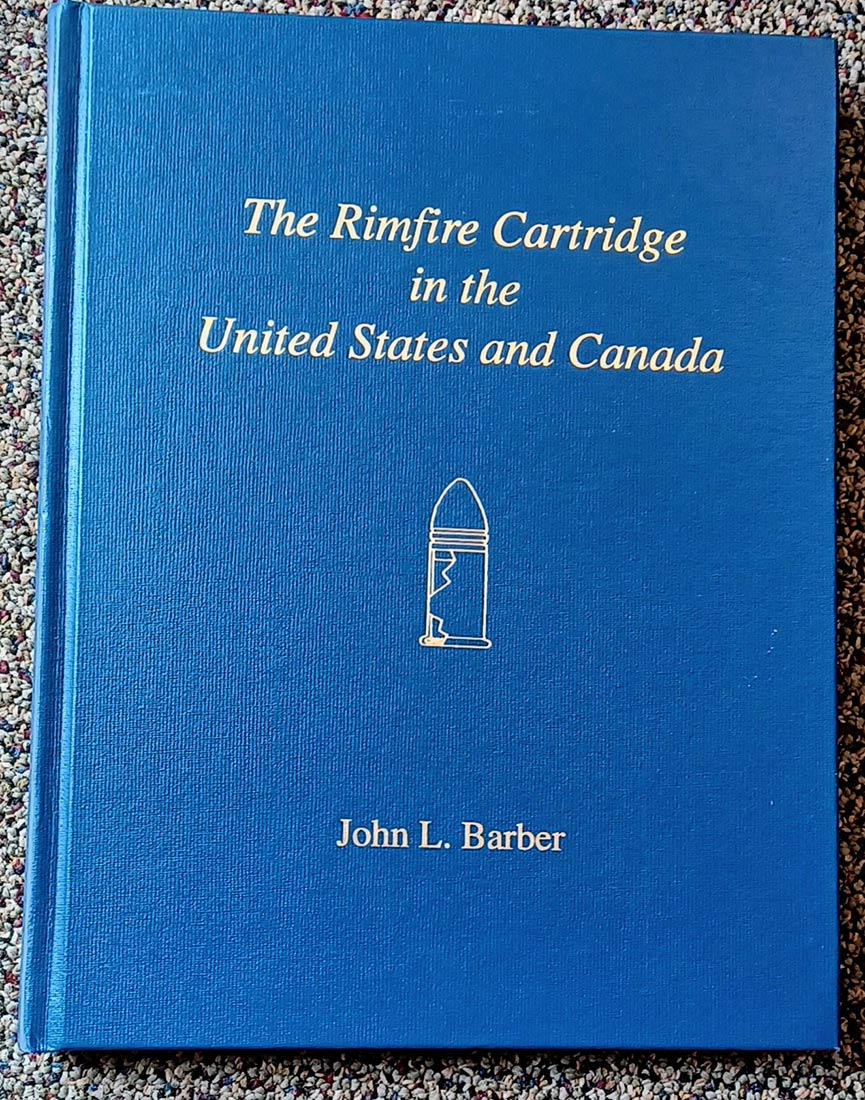 The Rimfire Cartridge
in the
United States and Canada
John L. Barber